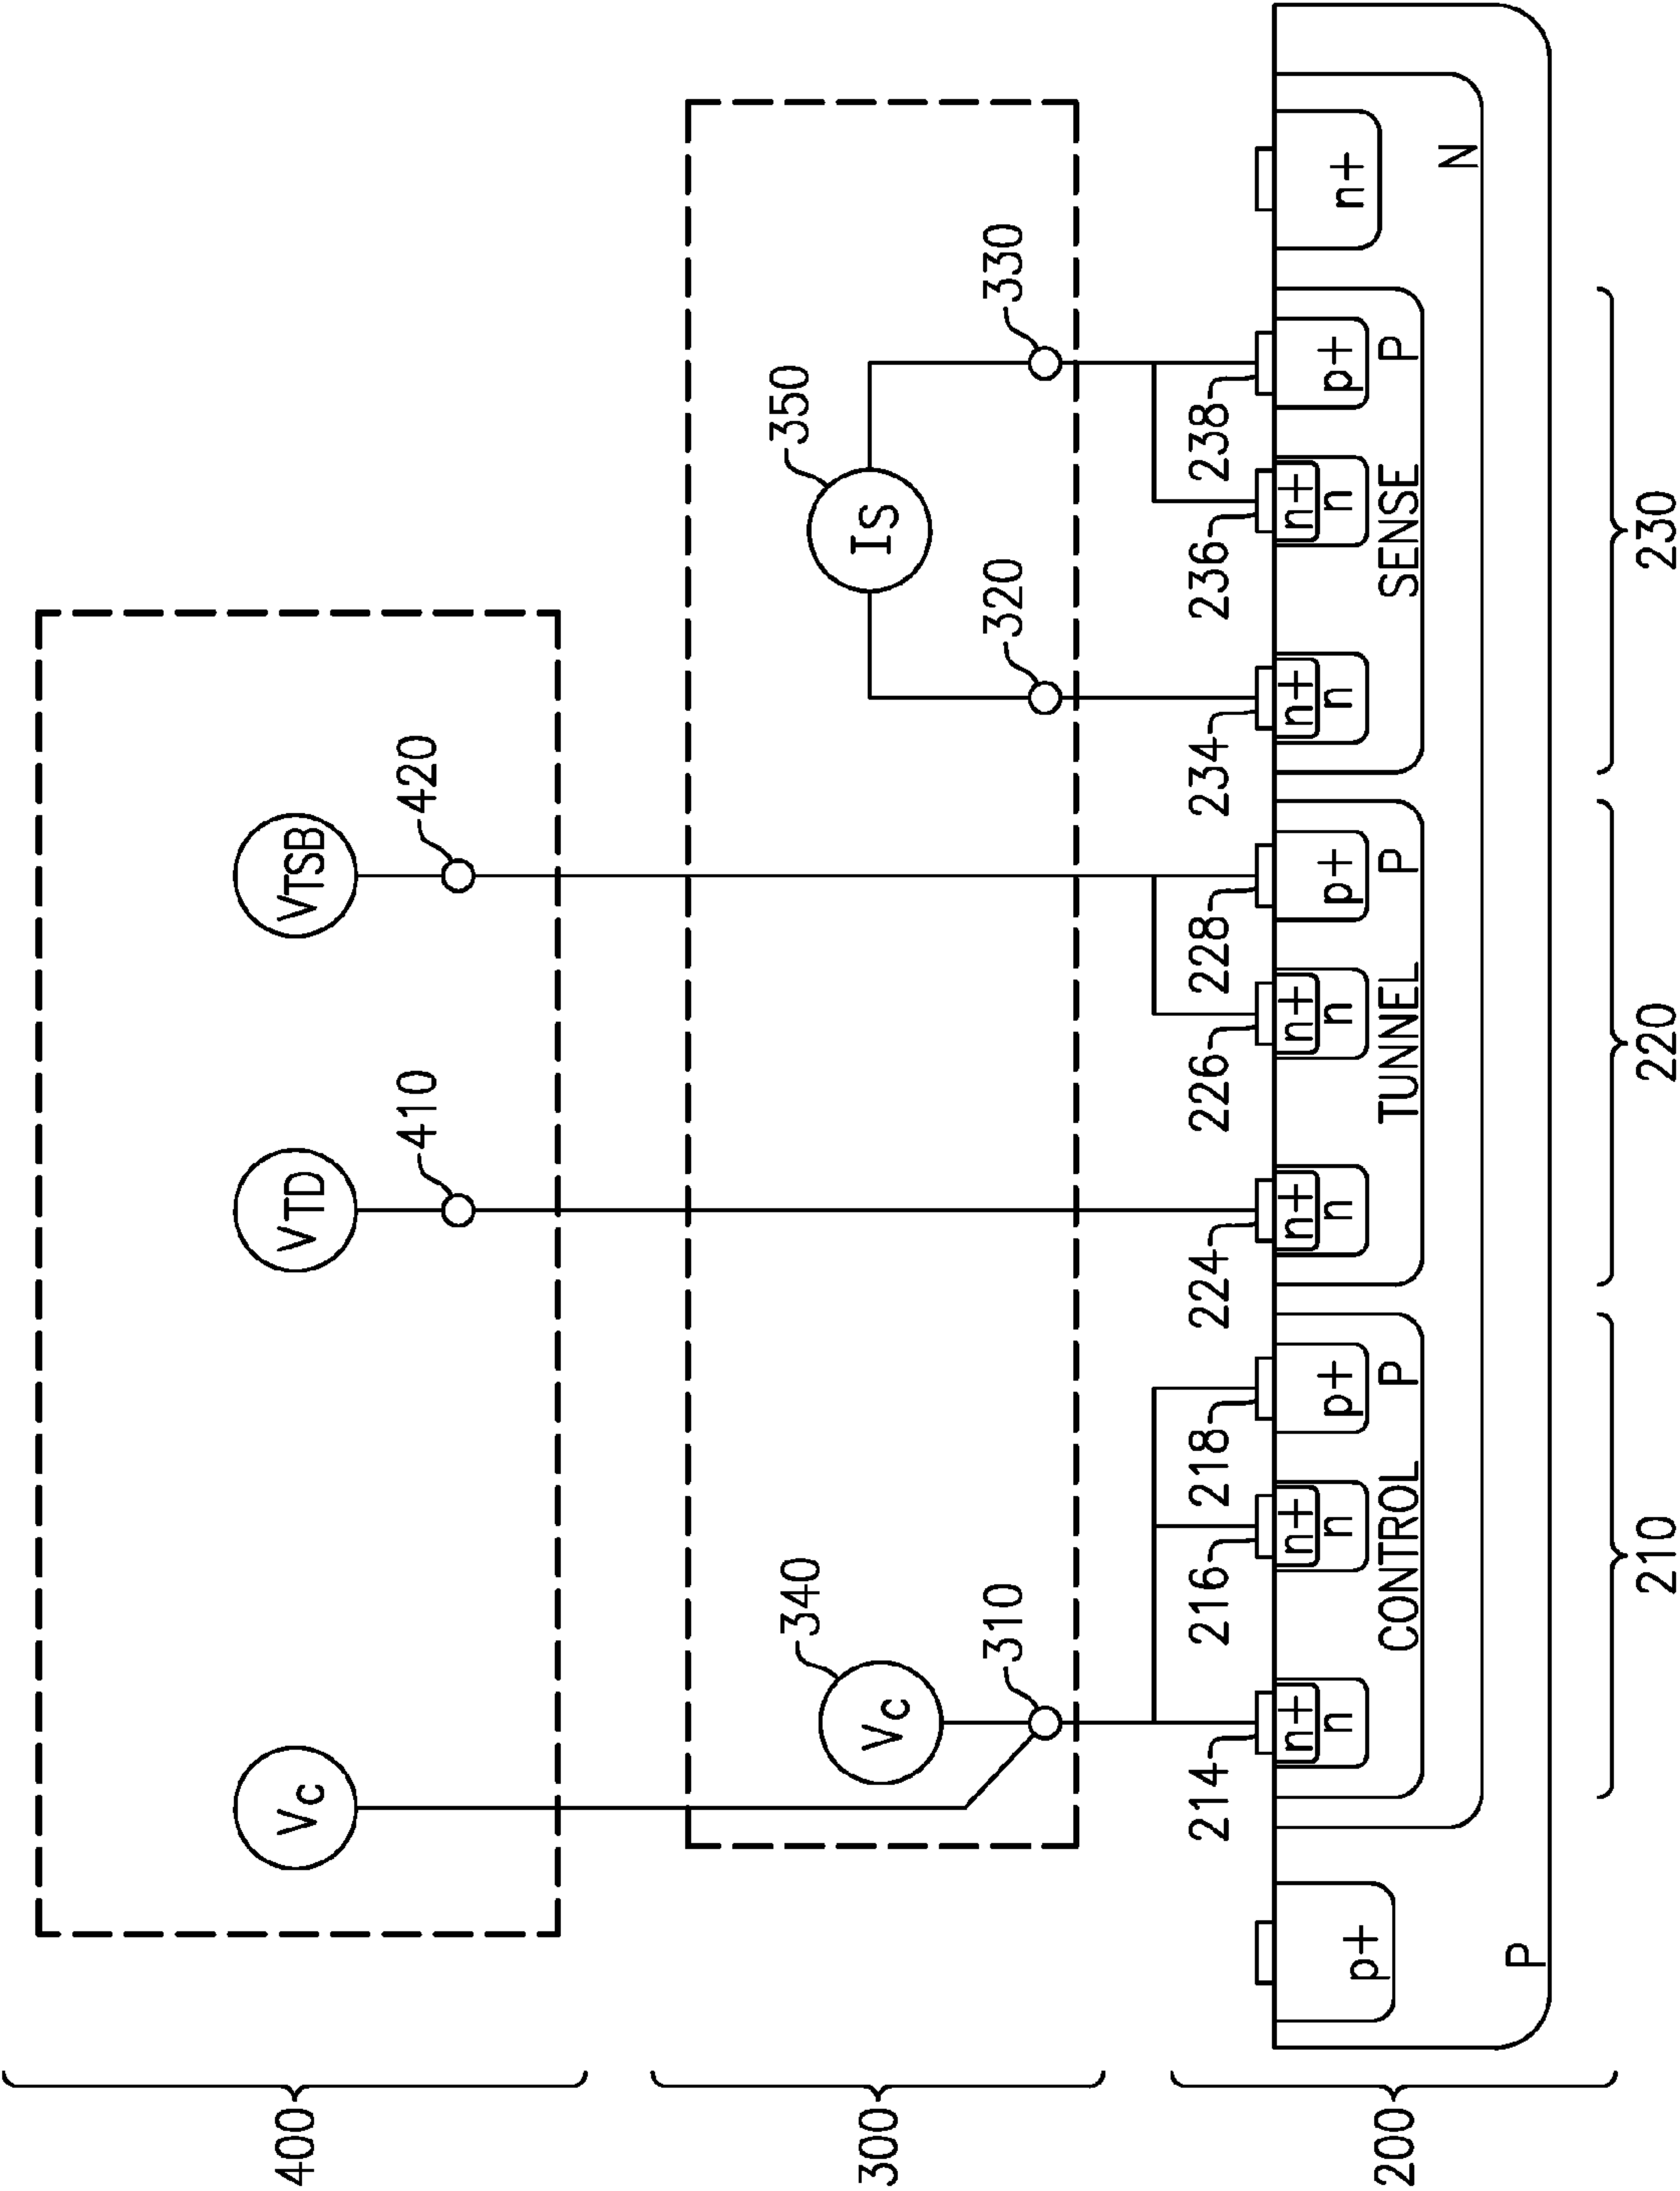 400
VC
VTD
410
VTSB
420
300
VC
340
310
IS
350
320
330
200
214
216
218
224
226
228
234
236
238
p+
n+
n
n+
n
p+
n+
n
n+
n
p+
n+
n
n+
n
p+
n+
CONTROL P
TUNNEL P
SENSE P
N
P
210
220
230